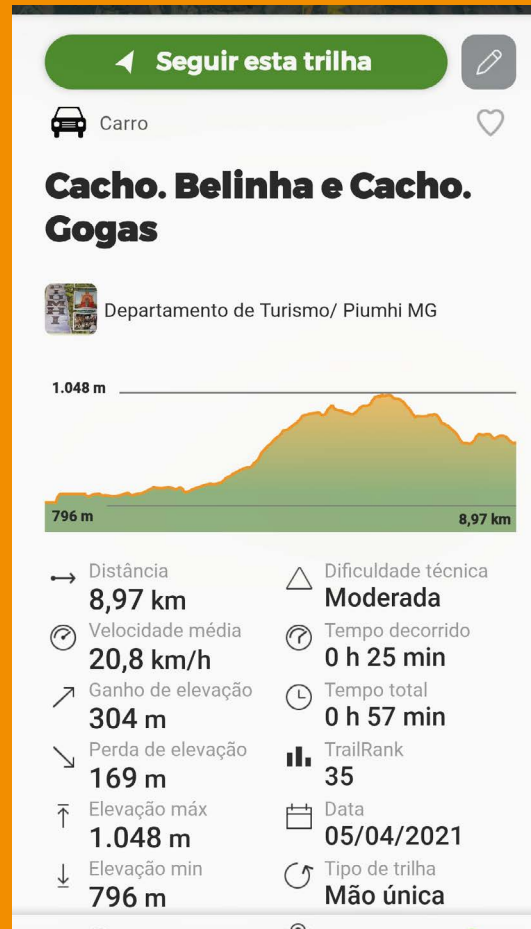 Seguir esta trilha
Carro
Cacho. Belinha e Cacho.
Gogas
Departamento de Turismo/ Piumhi MG
1.048 m
796 m
8,97 km
Distância
8,97 km
Dificuldade técnica
Moderada
Velocidade média
20,8 km/h
Tempo decorrido
0 h 25 min
Ganho de elevação
304 m
Tempo total
0 h 57 min
Perda de elevação
169 m
TrailRank
35
Elevação máx
1.048 m
Data
05/04/2021
Elevação min
796 m
Tipo de trilha
Mão única